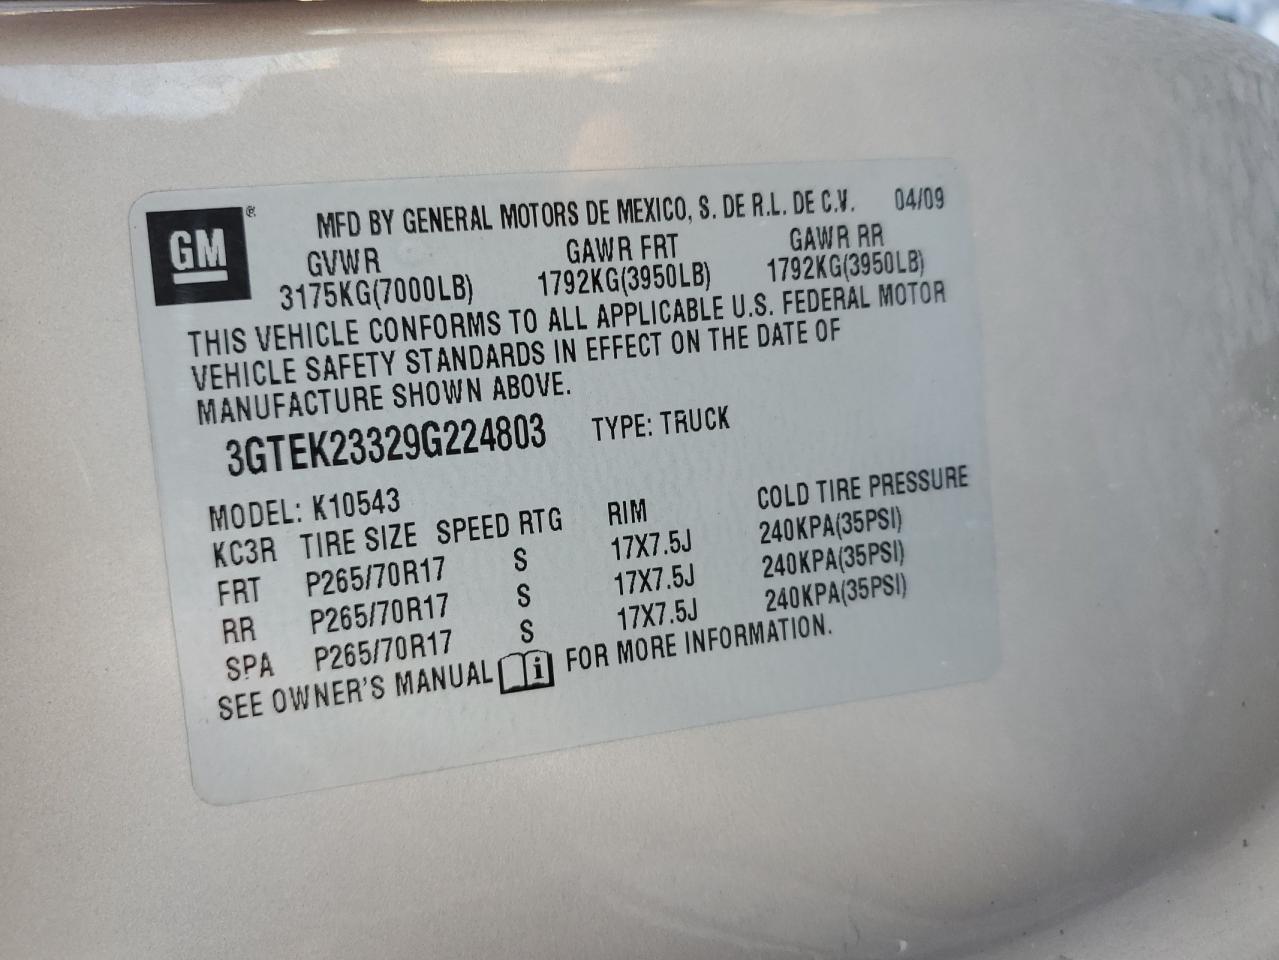 GM ®
MFD BY GENERAL MOTORS DE MEXICO, S. DE R.L. DE C.V. 04/09
GVWR GAWR FRT GAWR RR
3175KG(7000LB) 1792KG(3950LB) 1792KG(3950LB)
THIS VEHICLE CONFORMS TO ALL APPLICABLE U.S. FEDERAL MOTOR
VEHICLE SAFETY STANDARDS IN EFFECT ON THE DATE OF
MANUFACTURE SHOWN ABOVE.
3GTEK23329G224803 TYPE: TRUCK
MODEL: K10543
KC3R TIRE SIZE SPEED RTG RIM COLD TIRE PRESSURE
FRT P265/70R17 S 17X7.5J 240KPA(35PSI)
RR P265/70R17 S 17X7.5J 240KPA(35PSI)
SPA P265/70R17 S 17X7.5J 240KPA(35PSI)
SEE OWNER'S MANUAL i FOR MORE INFORMATION.